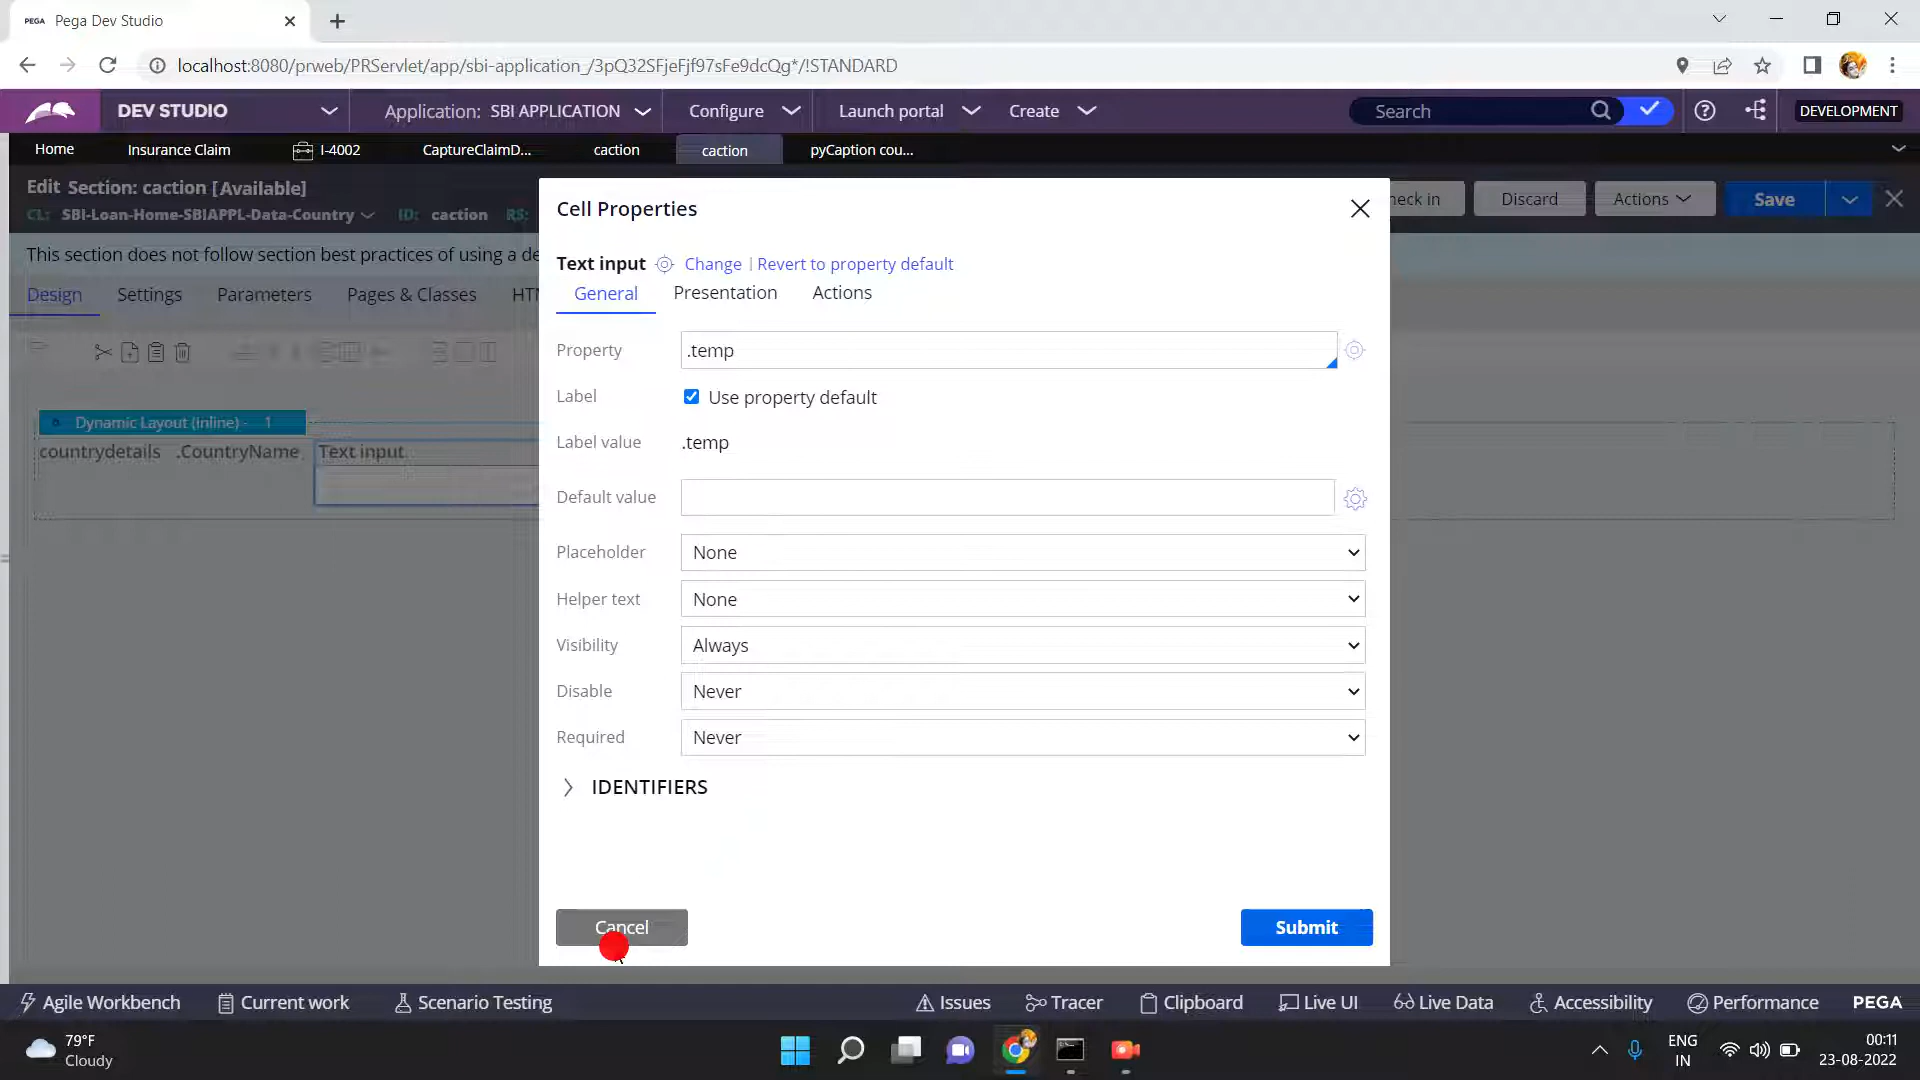 PEGA Pega Dev Studio
localhost:8080/prweb/PRServlet/app/sbi-application_/3pQ32SFjeFjf97sFe9dcQg*/!STANDARD
DEV STUDIO Application: SBI APPLICATION Configure Launch portal Create Search DEVELOPMENT
Home Insurance Claim I-4002 CaptureClaimD... caction caction pyCaption cou...
Edit Section: caction [Available]
CL: SBI-Loan-Home-SBIAPPL-Data-Country ID: caction RS:
heck in Discard Actions Save
This section does not follow section best practices of using a de
Design Settings Parameters Pages & Classes HTM
Dynamic Layout (Inline) - 1
countrydetails .CountryName Text input
Cell Properties
Text input Change | Revert to property default
General Presentation Actions
Property .temp
Label Use property default
Label value .temp
Default value
Placeholder None
Helper text None
Visibility Always
Disable Never
Required Never
IDENTIFIERS
Cancel Submit
Agile Workbench Current work Scenario Testing Issues Tracer Clipboard Live UI Live Data Accessibility Performance PEGA
79°F
Cloudy
ENG
IN
00:11
23-08-2022